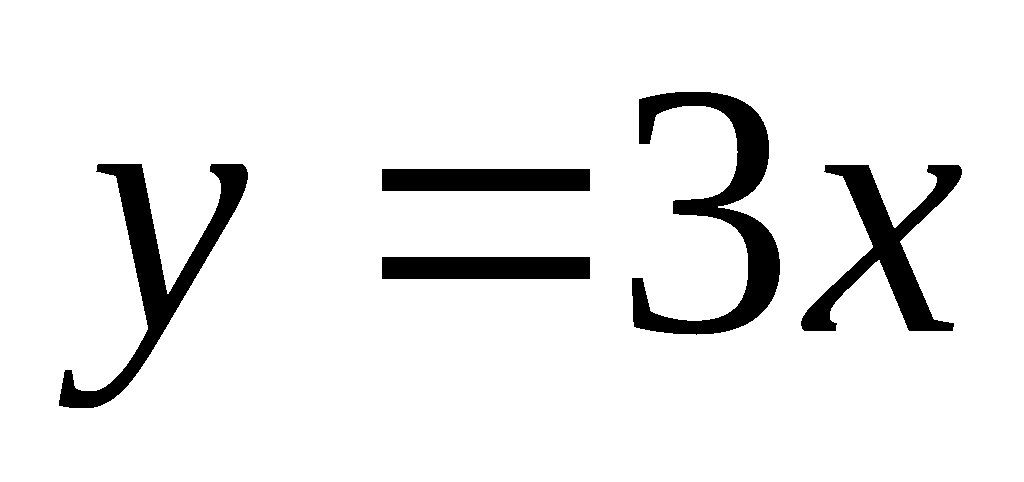 y = 3x